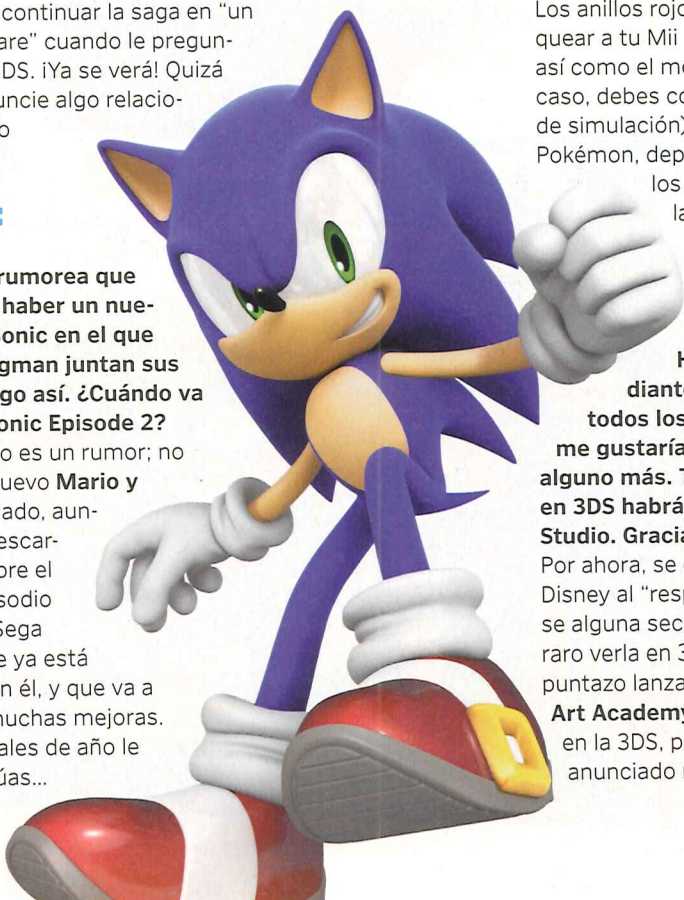 continuar la saga en “un
are” cuando le pregun-
DS. ¡Ya se verá! Quizá
uncie algo relacio-
o
:
rumorea que
haber un nue-
onic en el que
gman juntan sus
go así. ¿Cuándo va
onic Episode 2?
o es un rumor; no
uevo Mario y
ado, aun-
escar-
bre el
sodio
Sega
e ya está
n él, y que va a
muchas mejoras.
ales de año le
úas...
Los anillos rojo
quear a tu Mii
así como el me
caso, debes co
de simulación)
Pokémon, dep
los
la
H
diante
todos los
me gustaría
alguno más. T
en 3DS habrá
Studio. Gracia
Por ahora, se
Disney al “resp
se alguna sec
raro verla en 3
puntazo lanza
Art Academy
en la 3DS, p
anunciado